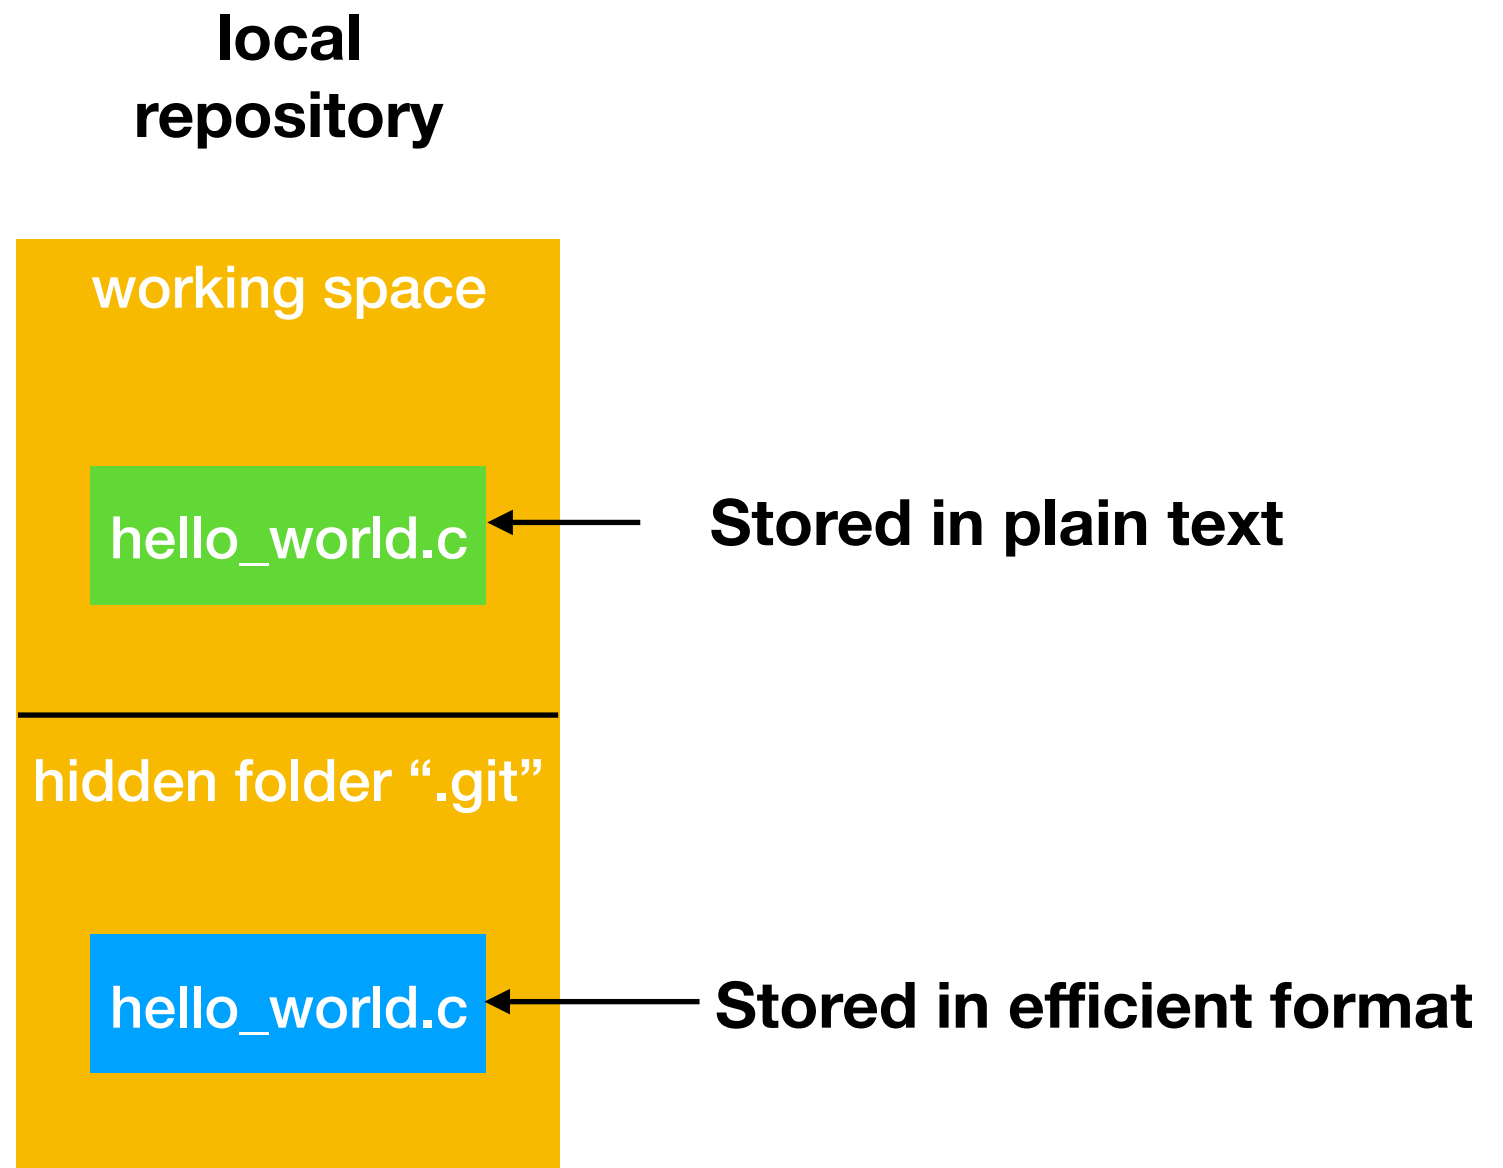 local
repository
working space
hello_world.c
Stored in plain text
hidden folder “.git”
hello_world.c
Stored in efficient format